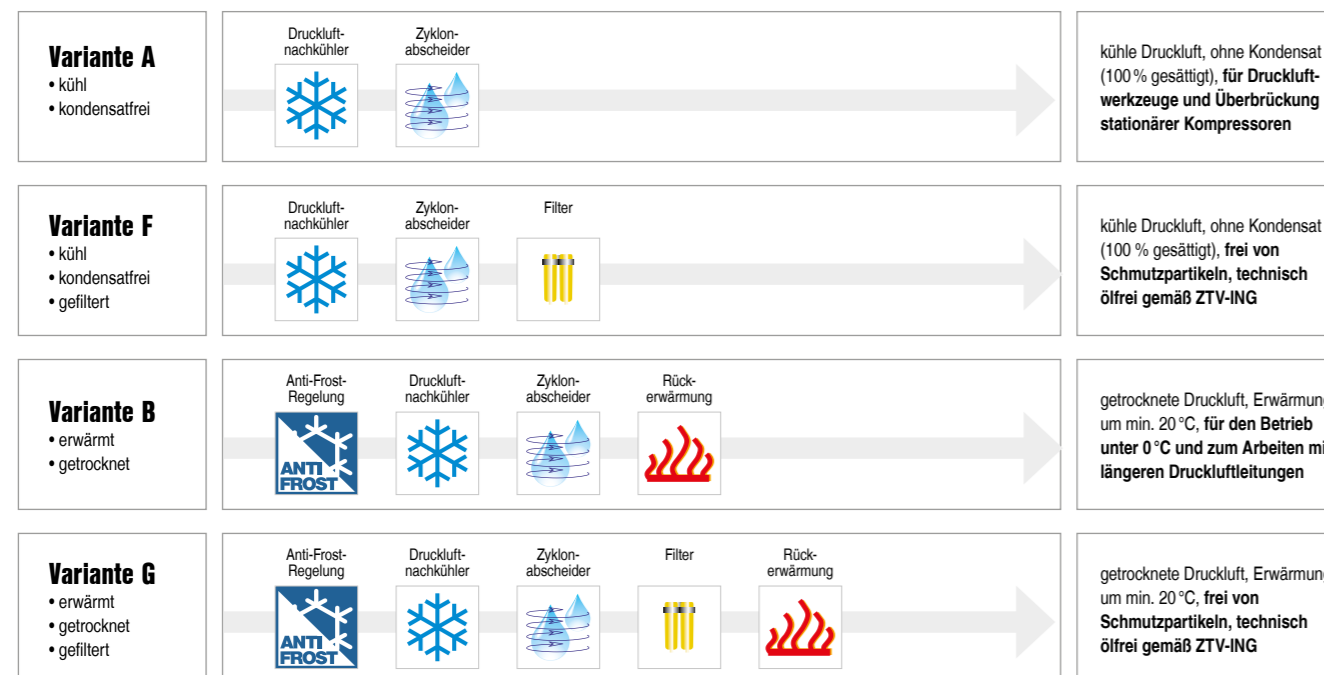 Variante A
• kühl
• kondensatfrei
Druckluft-
nachkühler
Zyklon-
abscheider
kühle Druckluft, ohne Kondensat
(100 % gesättigt), für Druckluft-
werkzeuge und Überbrückung
stationärer Kompressoren
Variante F
• kühl
• kondensatfrei
• gefiltert
Druckluft-
nachkühler
Zyklon-
abscheider
Filter
kühle Druckluft, ohne Kondensat
(100 % gesättigt), frei von
Schmutzpartikeln, technisch
ölfrei gemäß ZTV-ING
Variante B
• erwärmt
• getrocknet
Anti-Frost-
Regelung
ANTI
FROST
Druckluft-
nachkühler
Zyklon-
abscheider
Rück-
erwärmung
getrocknete Druckluft, Erwärmun
um min. 20 °C, für den Betrieb
unter 0 °C und zum Arbeiten mi
längeren Druckluftleitungen
Variante G
• erwärmt
• getrocknet
• gefiltert
Anti-Frost-
Regelung
ANTI
FROST
Druckluft-
nachkühler
Zyklon-
abscheider
Filter
Rück-
erwärmung
getrocknete Druckluft, Erwärmun
um min. 20 °C, frei von
Schmutzpartikeln, technisch
ölfrei gemäß ZTV-ING